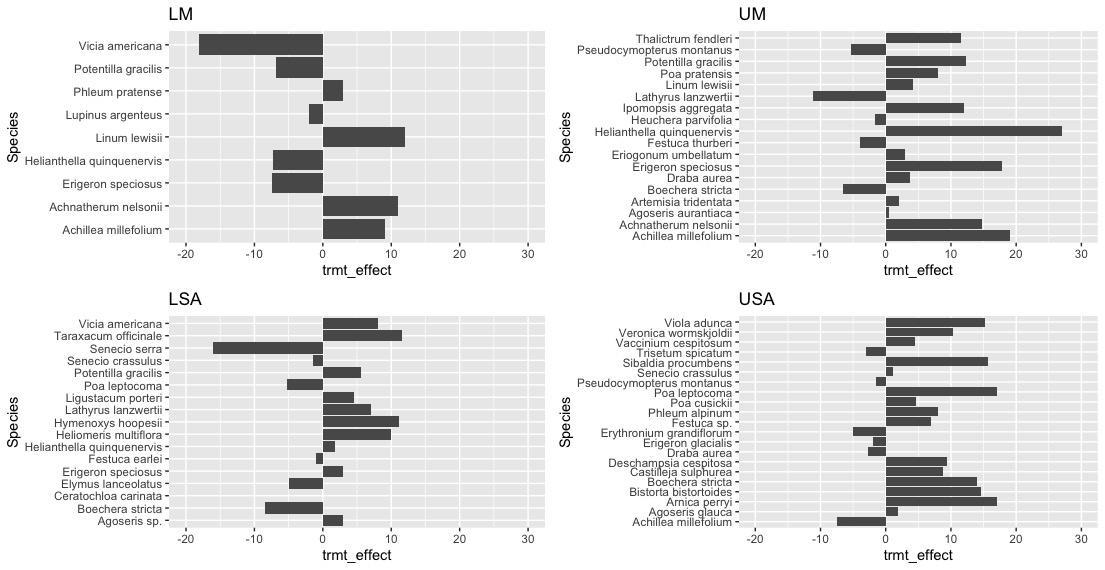 LM
Species
Vicia americana
Potentilla gracilis
Phleum pratense
Lupinus argenteus
Linum lewisii
Helianthella quinquenervis
Erigeron speciosus
Achnatherum nelsonii
Achillea millefolium
-20 -10 0 10 20 30
trmt_effect
UM
Species
Thalictrum fendleri
Pseudocymopterus montanus
Potentilla gracilis
Poa pratensis
Linum lewisii
Lathyrus lanzwertii
Ipomopsis aggregata
Heuchera parvifolia
Helianthella quinquenervis
Festuca thurberi
Eriogonum umbellatum
Erigeron speciosus
Draba aurea
Boechera stricta
Artemisia tridentata
Agoseris aurantiaca
Achnatherum nelsonii
Achillea millefolium
-20 -10 0 10 20 30
trmt_effect
LSA
Species
Vicia americana
Taraxacum officinale
Senecio serra
Senecio crassulus
Potentilla gracilis
Poa leptocoma
Ligustacum porteri
Lathyrus lanzwertii
Hymenoxys hoopesii
Heliomeris multiflora
Helianthella quinquenervis
Festuca earlei
Erigeron speciosus
Elymus lanceolatus
Ceratochloa carinata
Boechera stricta
Agoseris sp.
-20 -10 0 10 20 30
trmt_effect
USA
Species
Viola adunca
Veronica wormskjoldii
Vaccinium cespitosum
Trisetum spicatum
Sibaldia procumbens
Senecio crassulus
Pseudocymopterus montanus
Poa leptocoma
Poa cusickii
Phleum alpinum
Festuca sp.
Erythronium grandiflorum
Erigeron glacialis
Draba aurea
Deschampsia cespitosa
Castilleja sulphurea
Boechera stricta
Bistorta bistortoides
Arnica perryi
Agoseris glauca
Achillea millefolium
-20 -10 0 10 20 30
trmt_effect